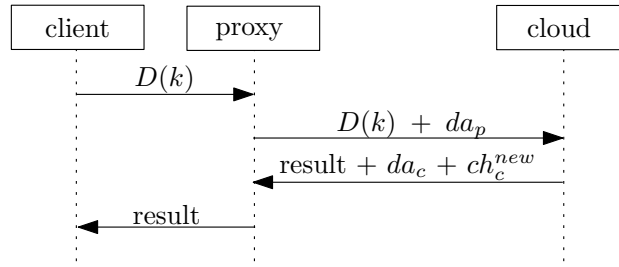 client proxy cloud
D(k)
D(k) + da_p
result + da_c + ch_c^{new}
result